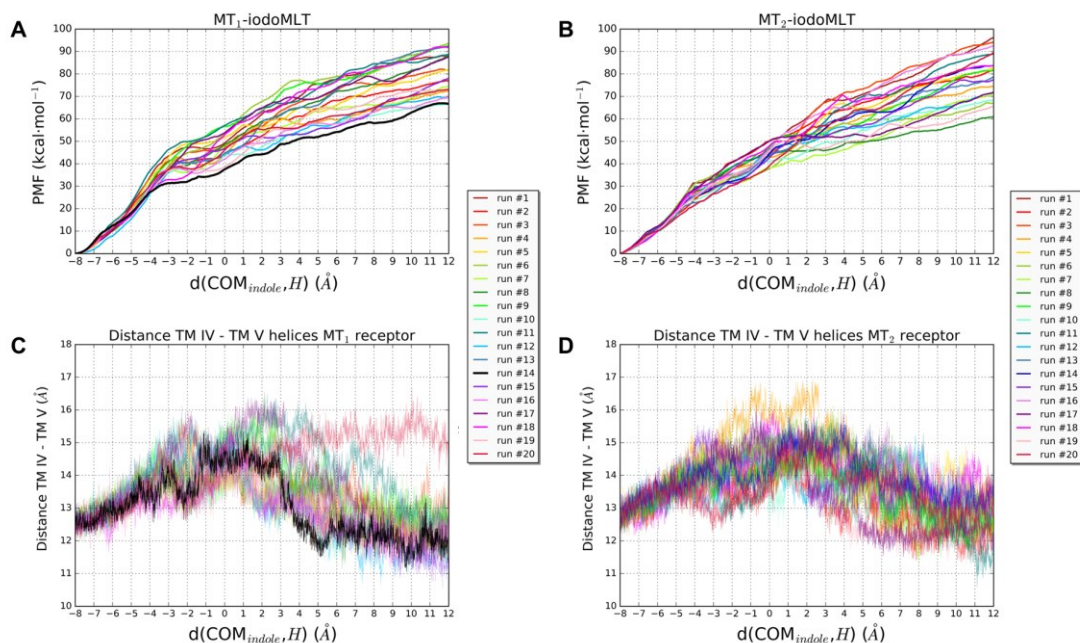 A
MT₁-iodoMLT
PMF (kcal·mol⁻¹)
100
90
80
70
60
50
40
30
20
10
0
−8 −7 −6 −5 −4 −3 −2 −1 0 1 2 3 4 5 6 7 8 9 10 11 12
d(COM_indole, H) (Å)
B
MT₂-iodoMLT
PMF (kcal·mol⁻¹)
100
90
80
70
60
50
40
30
20
10
0
−8 −7 −6 −5 −4 −3 −2 −1 0 1 2 3 4 5 6 7 8 9 10 11 12
d(COM_indole, H) (Å)
run #1
run #2
run #3
run #4
run #5
run #6
run #7
run #8
run #9
run #10
run #11
run #12
run #13
run #14
run #15
run #16
run #17
run #18
run #19
run #20
run #1
run #2
run #3
run #4
run #5
run #6
run #7
run #8
run #9
run #10
run #11
run #12
run #13
run #14
run #15
run #16
run #17
run #18
run #19
run #20
C
Distance TM IV - TM V helices MT₁ receptor
Distance TM IV - TM V (Å)
18
17
16
15
14
13
12
11
10
−8 −7 −6 −5 −4 −3 −2 −1 0 1 2 3 4 5 6 7 8 9 10 11 12
d(COM_indole, H) (Å)
D
Distance TM IV - TM V helices MT₂ receptor
Distance TM IV - TM V (Å)
18
17
16
15
14
13
12
11
10
−8 −7 −6 −5 −4 −3 −2 −1 0 1 2 3 4 5 6 7 8 9 10 11 12
d(COM_indole, H) (Å)